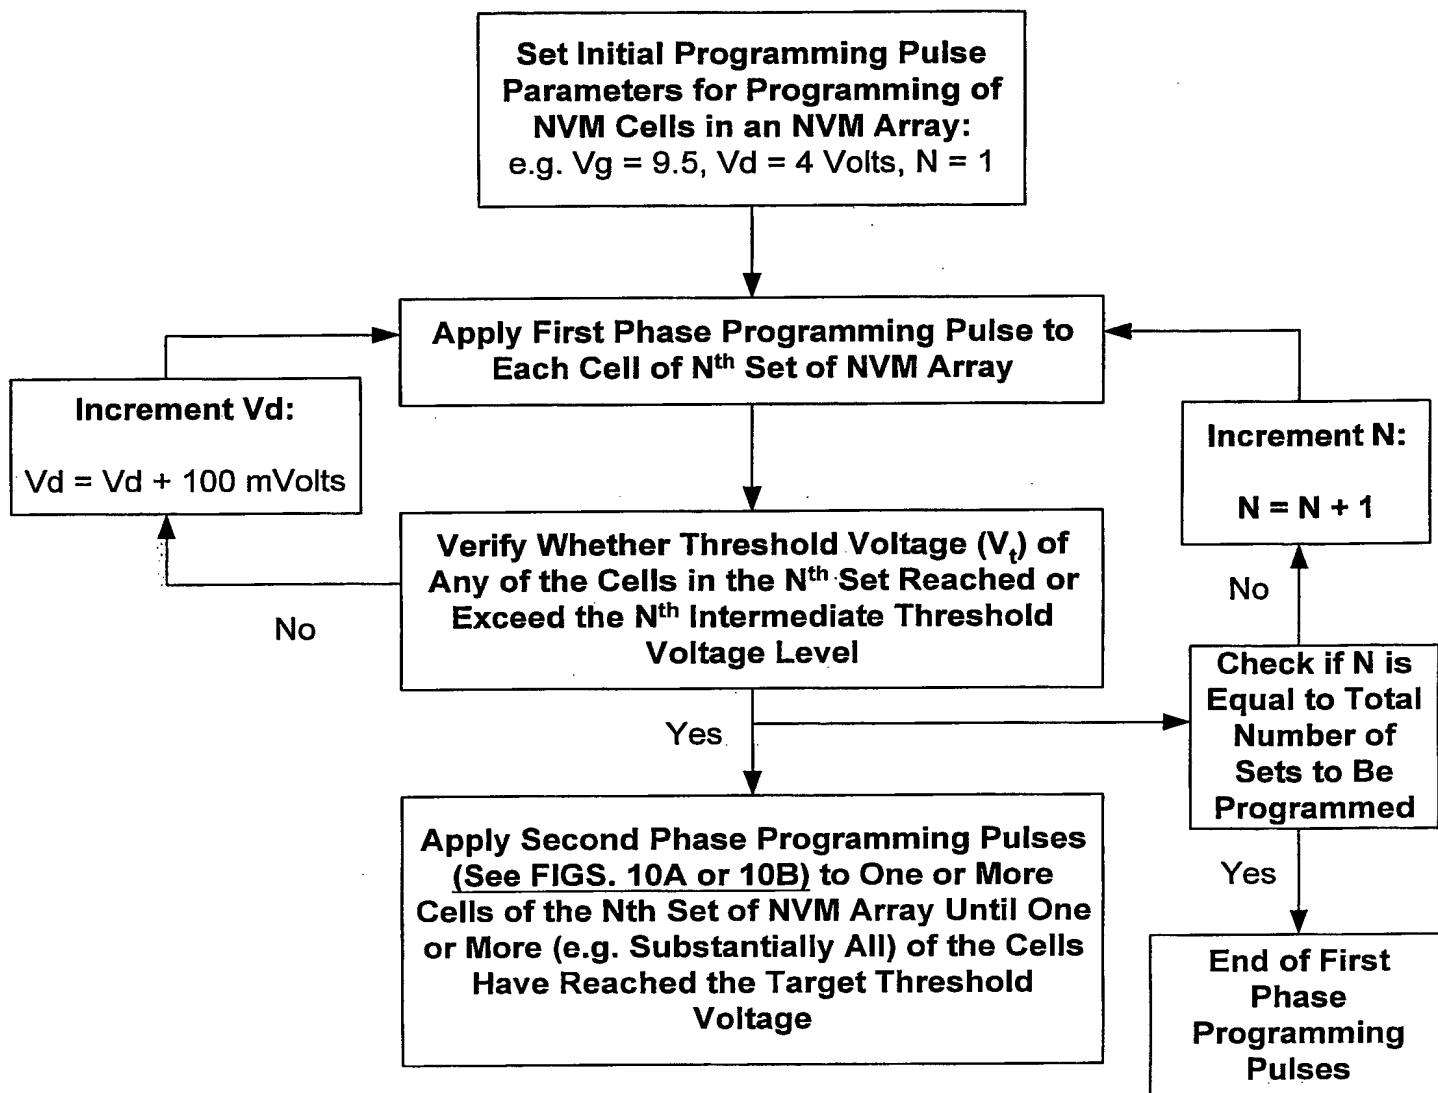 Set Initial Programming Pulse
Parameters for Programming of
NVM Cells in an NVM Array:
e.g. Vg = 9.5, Vd = 4 Volts, N = 1
Apply First Phase Programming Pulse to
Each Cell of Nth Set of NVM Array
Increment Vd:
Vd = Vd + 100 mVolts
Increment N:
N = N + 1
Verify Whether Threshold Voltage (Vt) of
Any of the Cells in the Nth Set Reached or
Exceed the Nth Intermediate Threshold
Voltage Level
No
No
Yes
Check if N is
Equal to Total
Number of
Sets to Be
Programmed
Apply Second Phase Programming Pulses
(See FIGS. 10A or 10B) to One or More
Cells of the Nth Set of NVM Array Until One
or More (e.g. Substantially All) of the Cells
Have Reached the Target Threshold
Voltage
Yes
End of First
Phase
Programming
Pulses